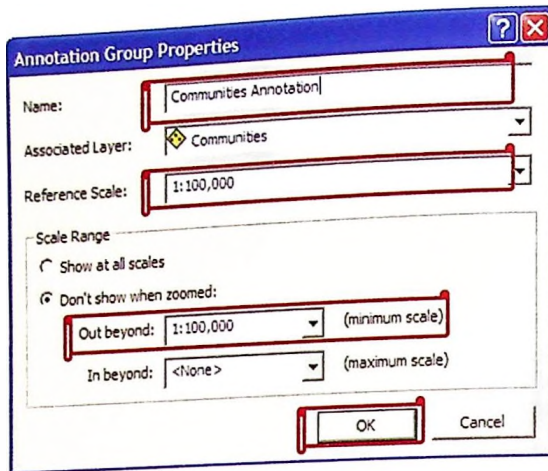 Annotation Group Properties
Name: Communities Annotation
Associated Layer: Communities
Reference Scale: 1:100,000
Scale Range
Show at all scales
Don't show when zoomed:
Out beyond: 1:100,000 (minimum scale)
In beyond: <None> (maximum scale)
OK Cancel